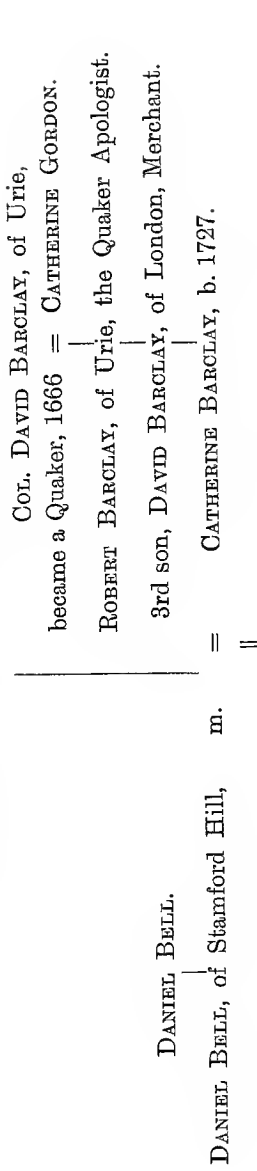 Col. David Barclay, of Urie,
became a Quaker, 1666 = Catherine Gordon.
Robert Barclay, of Urie, the Quaker Apologist.
3rd son, David Barclay, of London, Merchant.
Daniel Bell.
Daniel Bell, of Stamford Hill, m. = Catherine Barclay, b. 1727.